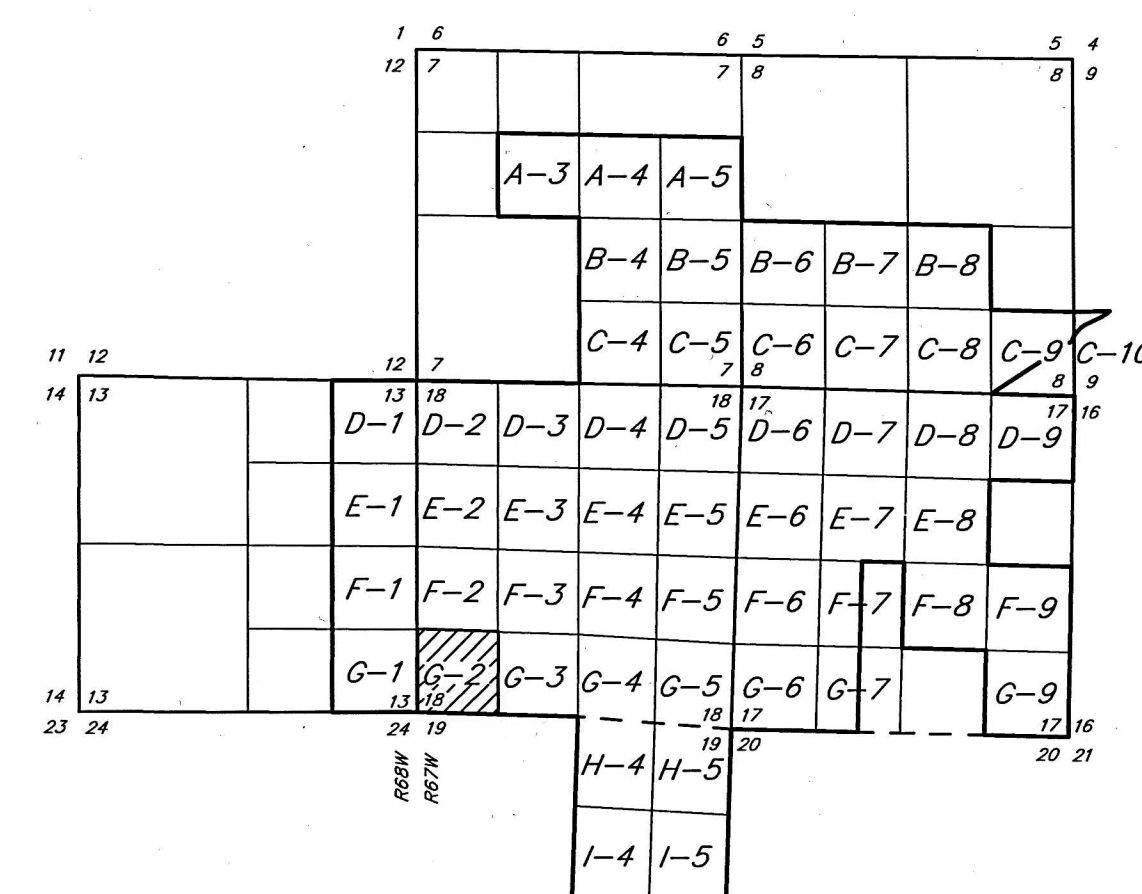 1 6 6 5 5 4
12 7 7 8 8 9
A-3 A-4 A-5
B-4 B-5 B-6 B-7 B-8
C-4 C-5 C-6 C-7 C-8 C-9 C-10
11 12 12 7 7 8 8 9
14 13 13 18 18 17 17 16
D-1 D-2 D-3 D-4 D-5 D-6 D-7 D-8 D-9
E-1 E-2 E-3 E-4 E-5 E-6 E-7 E-8
F-1 F-2 F-3 F-4 F-5 F-6 F-7 F-8 F-9
G-1 G-2 G-3 G-4 G-5 G-6 G-7 G-9
14 13 13 18 18 17 17 16
23 24 24 19 19 20 20 21
R68W
R67W
H-4 H-5
I-4 I-5